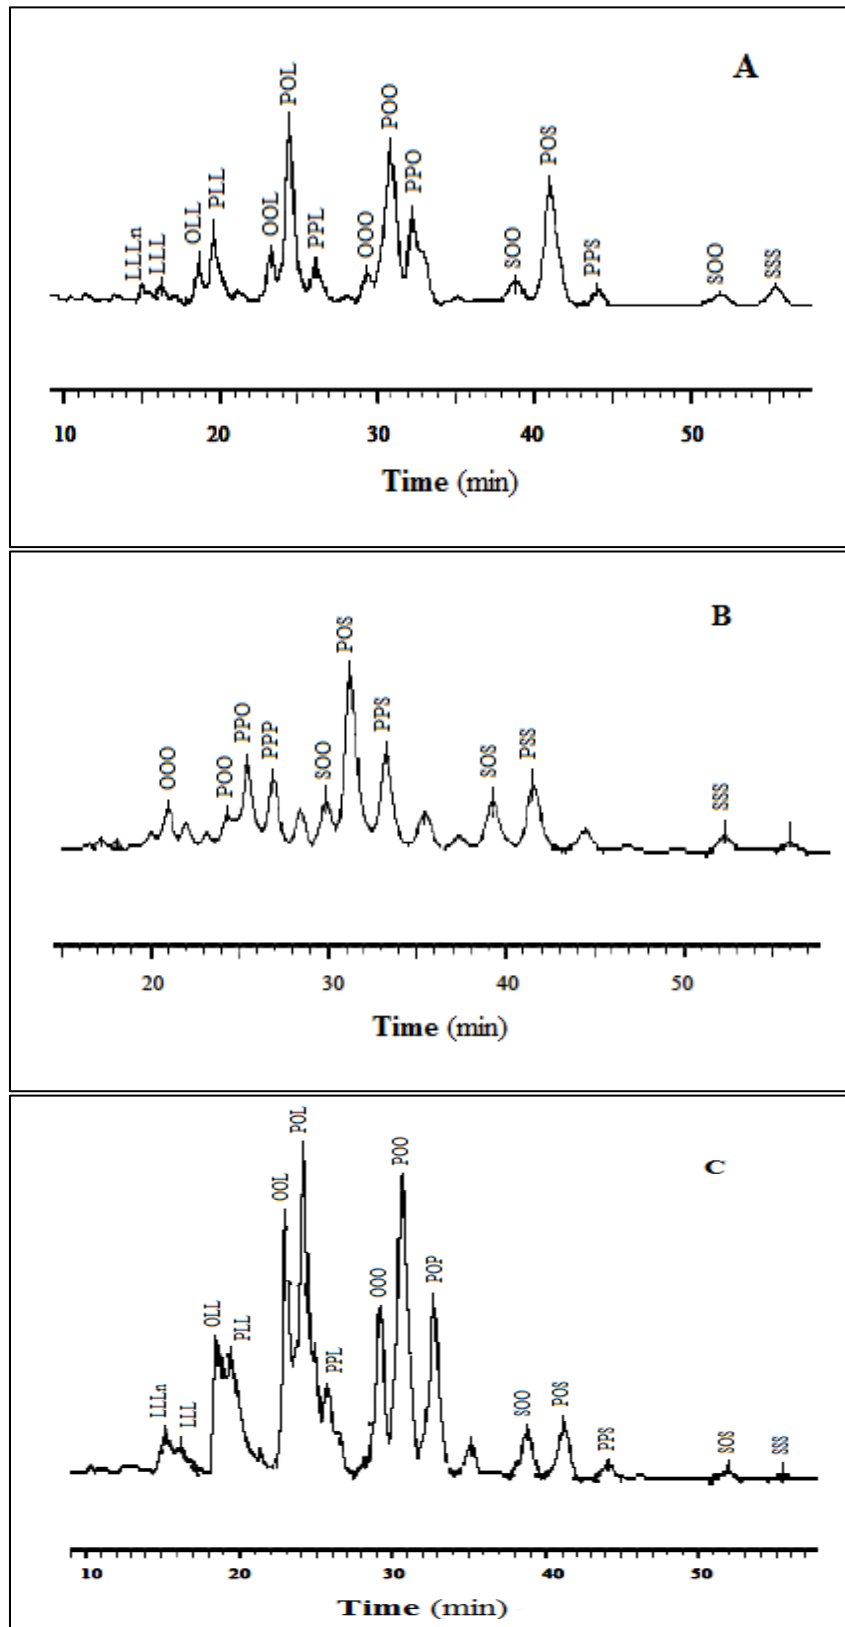 A
LLLn LLL OLL PLL OOL POL PPL OOO POO PPO SOO POS PPS SOO SSS
10 20 30 40 50
Time (min)
B
OOO POO PPO PPP SOO POS PPS SOS PSS SSS
20 30 40 50
Time (min)
C
LLLn LLL OLL PLL OOL POL PPL OOO POO POP SOO POS PPS SOS SSS
10 20 30 40 50
Time (min)